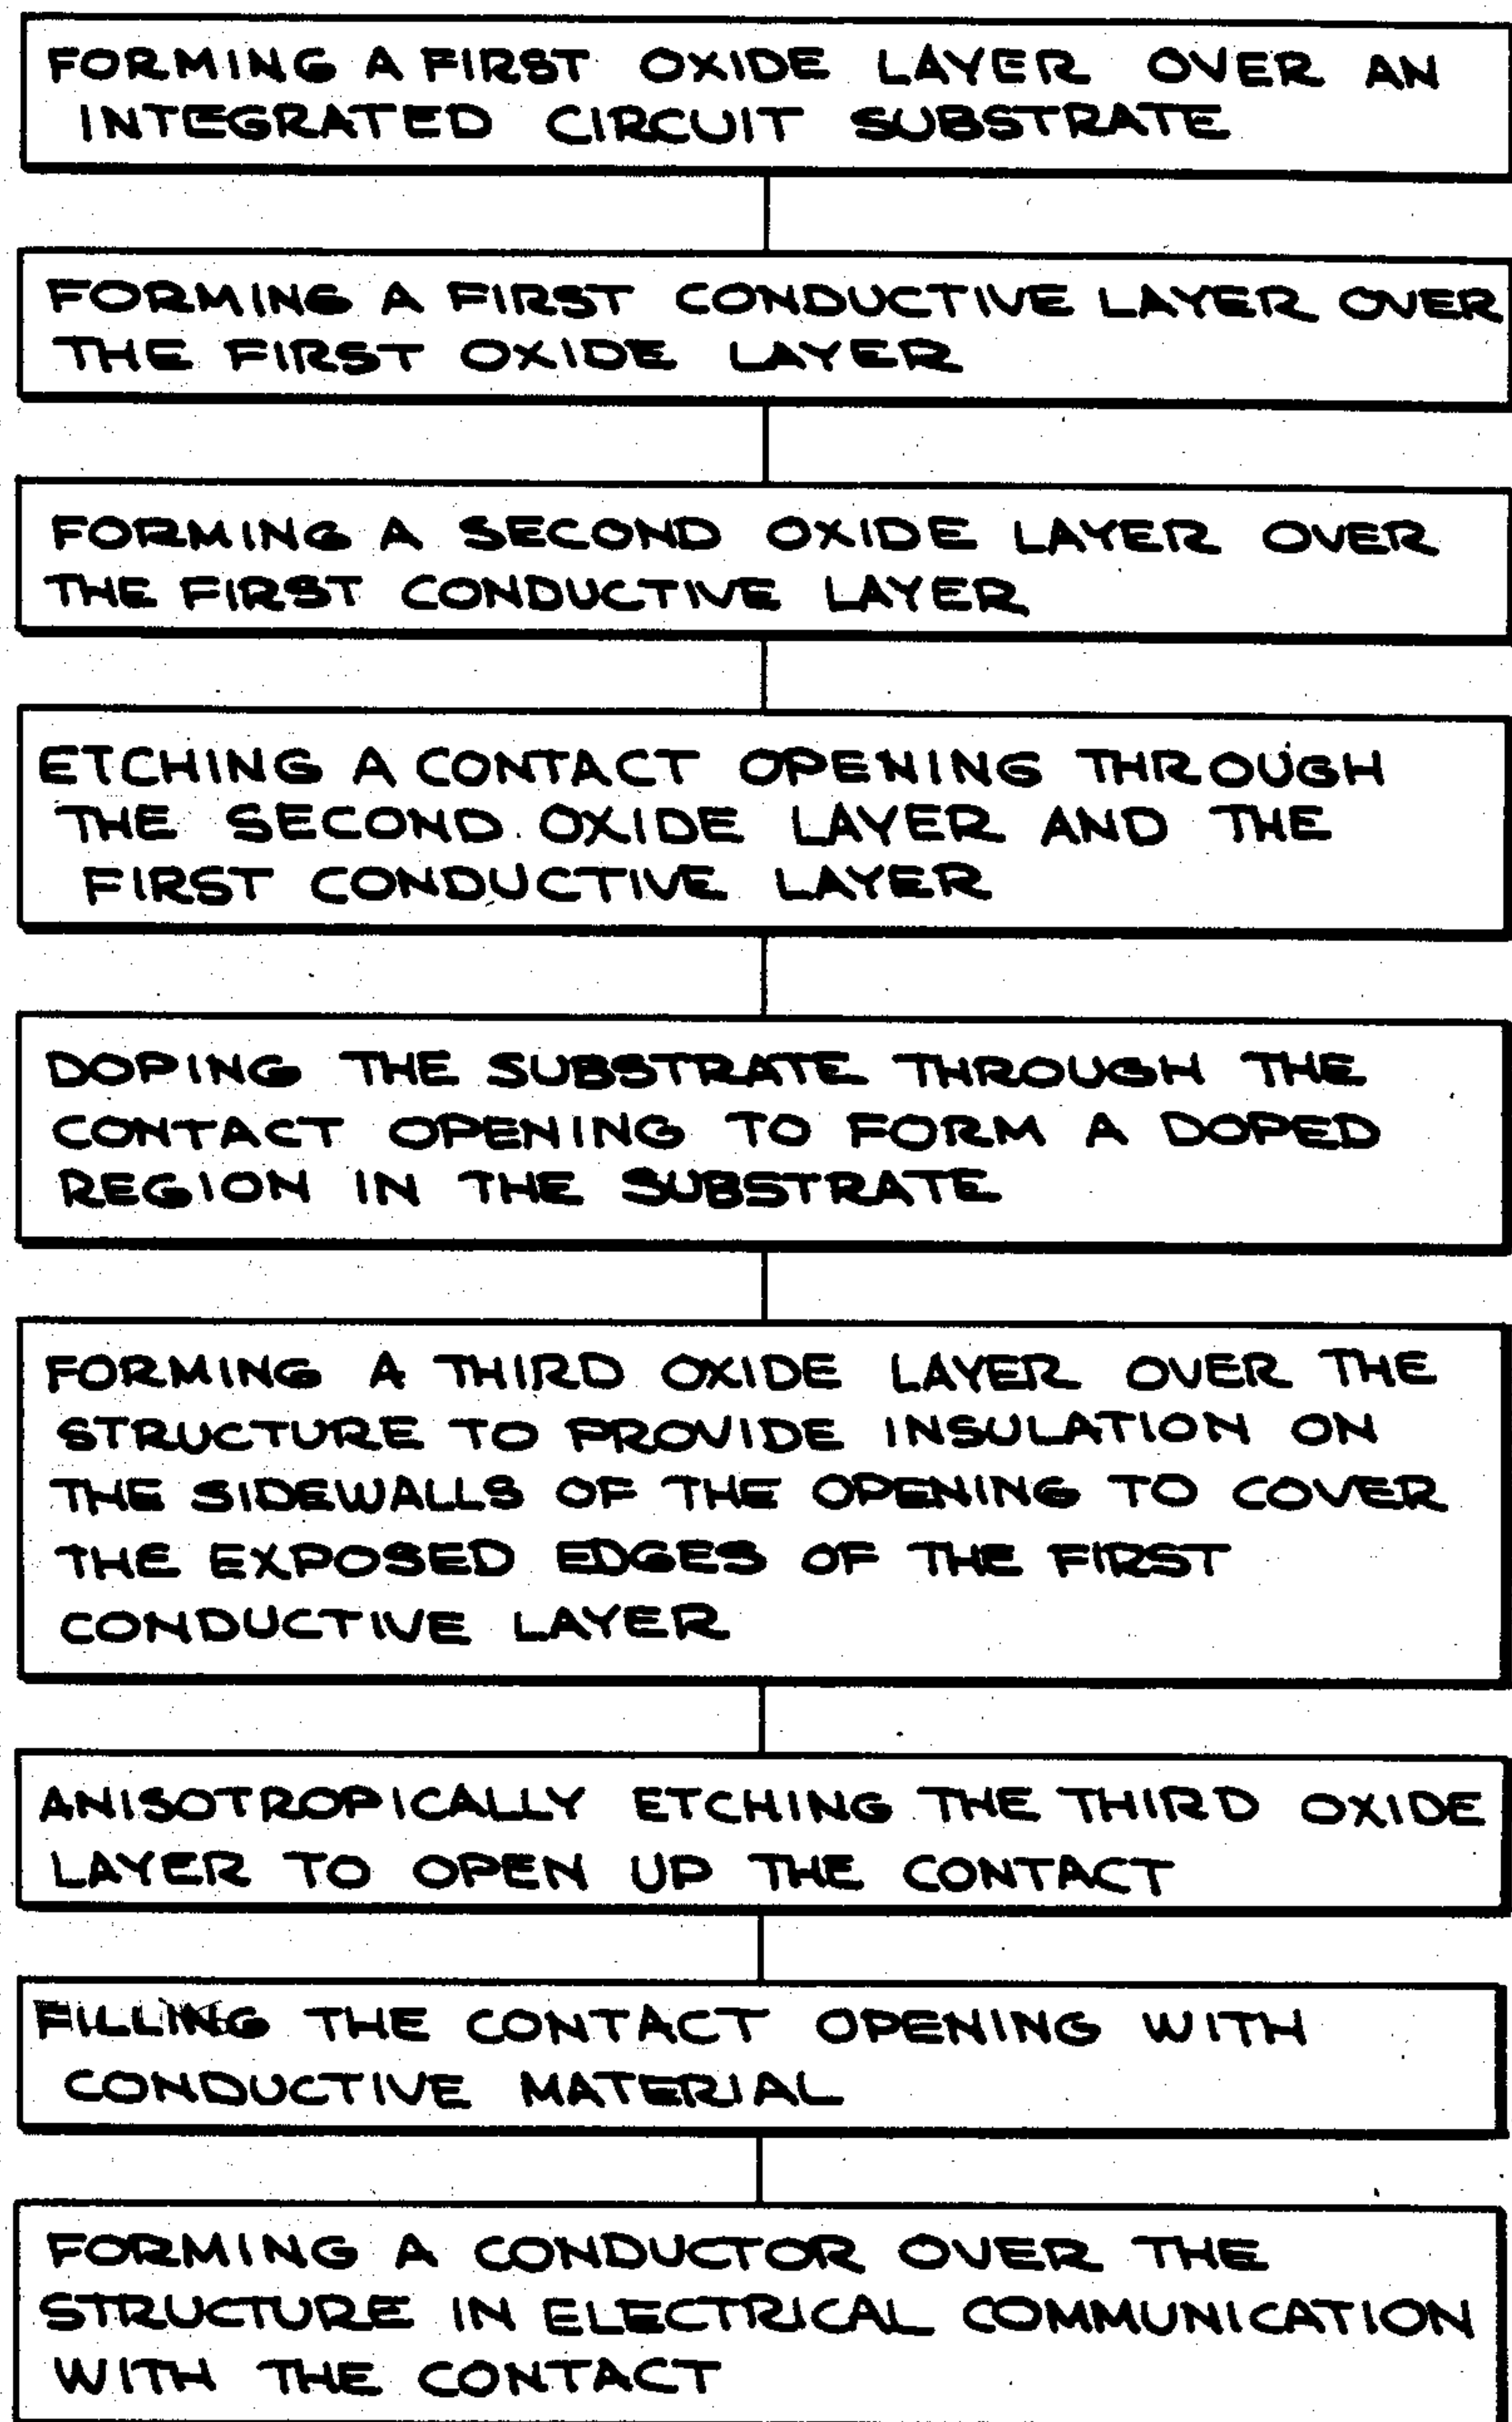 FORMING A FIRST OXIDE LAYER OVER AN
INTEGRATED CIRCUIT SUBSTRATE
FORMING A FIRST CONDUCTIVE LAYER OVER
THE FIRST OXIDE LAYER
FORMING A SECOND OXIDE LAYER OVER
THE FIRST CONDUCTIVE LAYER
ETCHING A CONTACT OPENING THROUGH
THE SECOND OXIDE LAYER AND THE
FIRST CONDUCTIVE LAYER
DOPING THE SUBSTRATE THROUGH THE
CONTACT OPENING TO FORM A DOPED
REGION IN THE SUBSTRATE
FORMING A THIRD OXIDE LAYER OVER THE
STRUCTURE TO PROVIDE INSULATION ON
THE SIDEWALLS OF THE OPENING TO COVER
THE EXPOSED EDGES OF THE FIRST
CONDUCTIVE LAYER
ANISOTROPICALLY ETCHING THE THIRD OXIDE
LAYER TO OPEN UP THE CONTACT
FILLING THE CONTACT OPENING WITH
CONDUCTIVE MATERIAL
FORMING A CONDUCTOR OVER THE
STRUCTURE IN ELECTRICAL COMMUNICATION
WITH THE CONTACT